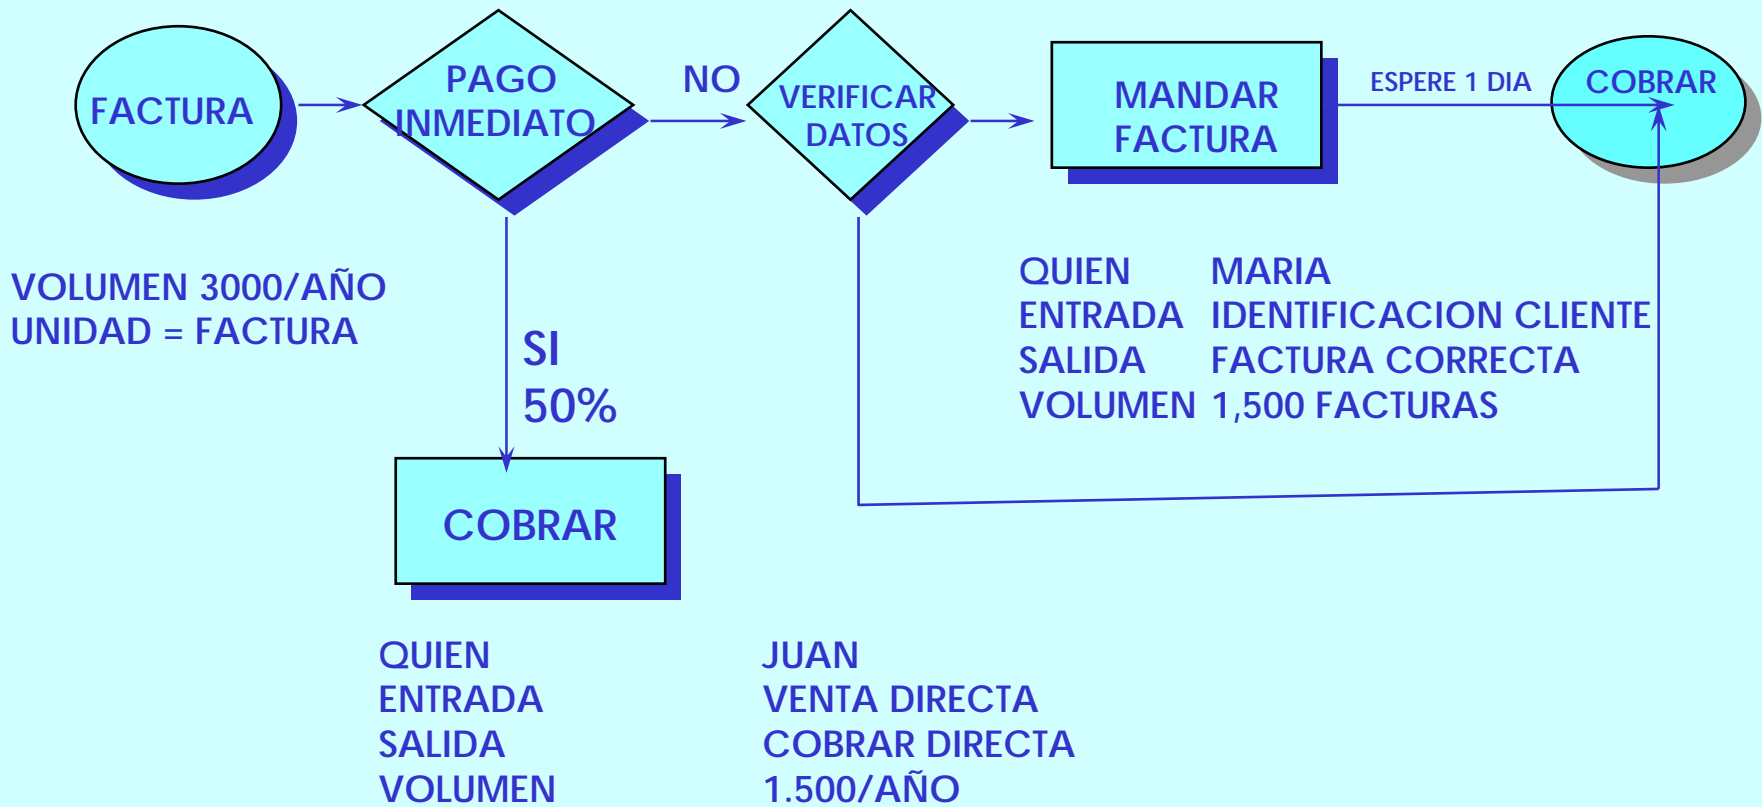 FACTURA
PAGO
INMEDIATO
NO
VERIFICAR
DATOS
MANDAR
FACTURA
ESPERE 1 DIA
COBRAR
VOLUMEN 3000/AÑO
UNIDAD = FACTURA
SI
50%
QUIEN MARIA
ENTRADA IDENTIFICACION CLIENTE
SALIDA FACTURA CORRECTA
VOLUMEN 1,500 FACTURAS
COBRAR
QUIEN JUAN
ENTRADA VENTA DIRECTA
SALIDA COBRAR DIRECTA
VOLUMEN 1.500/AÑO